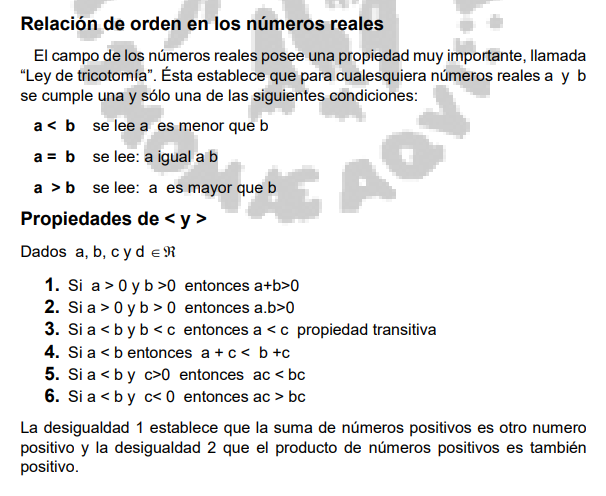 Relación de orden en los números reales
El campo de los números reales posee una propiedad muy importante, llamada
“Ley de tricotomía”. Ésta establece que para cualesquiera números reales a y b
se cumple una y sólo una de las siguientes condiciones:
a < b se lee a es menor que b
a = b se lee: a igual a b
a > b se lee: a es mayor que b
Propiedades de < y >
Dados a, b, c y d ∈ ℜ
1. Si a > 0 y b >0 entonces a+b>0
2. Si a > 0 y b > 0 entonces a.b>0
3. Si a < b y b < c entonces a < c propiedad transitiva
4. Si a < b entonces a + c < b +c
5. Si a < b y c>0 entonces ac < bc
6. Si a < b y c< 0 entonces ac > bc
La desigualdad 1 establece que la suma de números positivos es otro numero
positivo y la desigualdad 2 que el producto de números positivos es también
positivo.